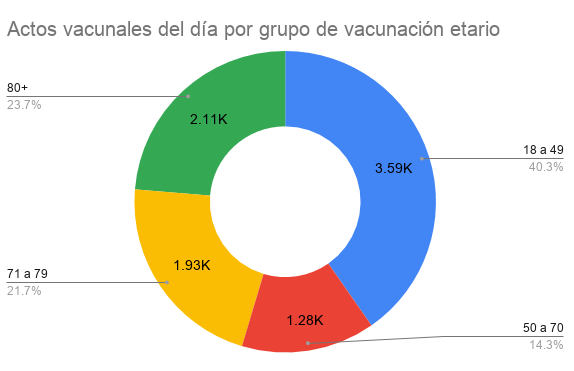 Actos vacunales del día por grupo de vacunación etario
80+
23.7%
2.11K
18 a 49
40.3%
3.59K
71 a 79
21.7%
1.93K
50 a 70
14.3%
1.28K